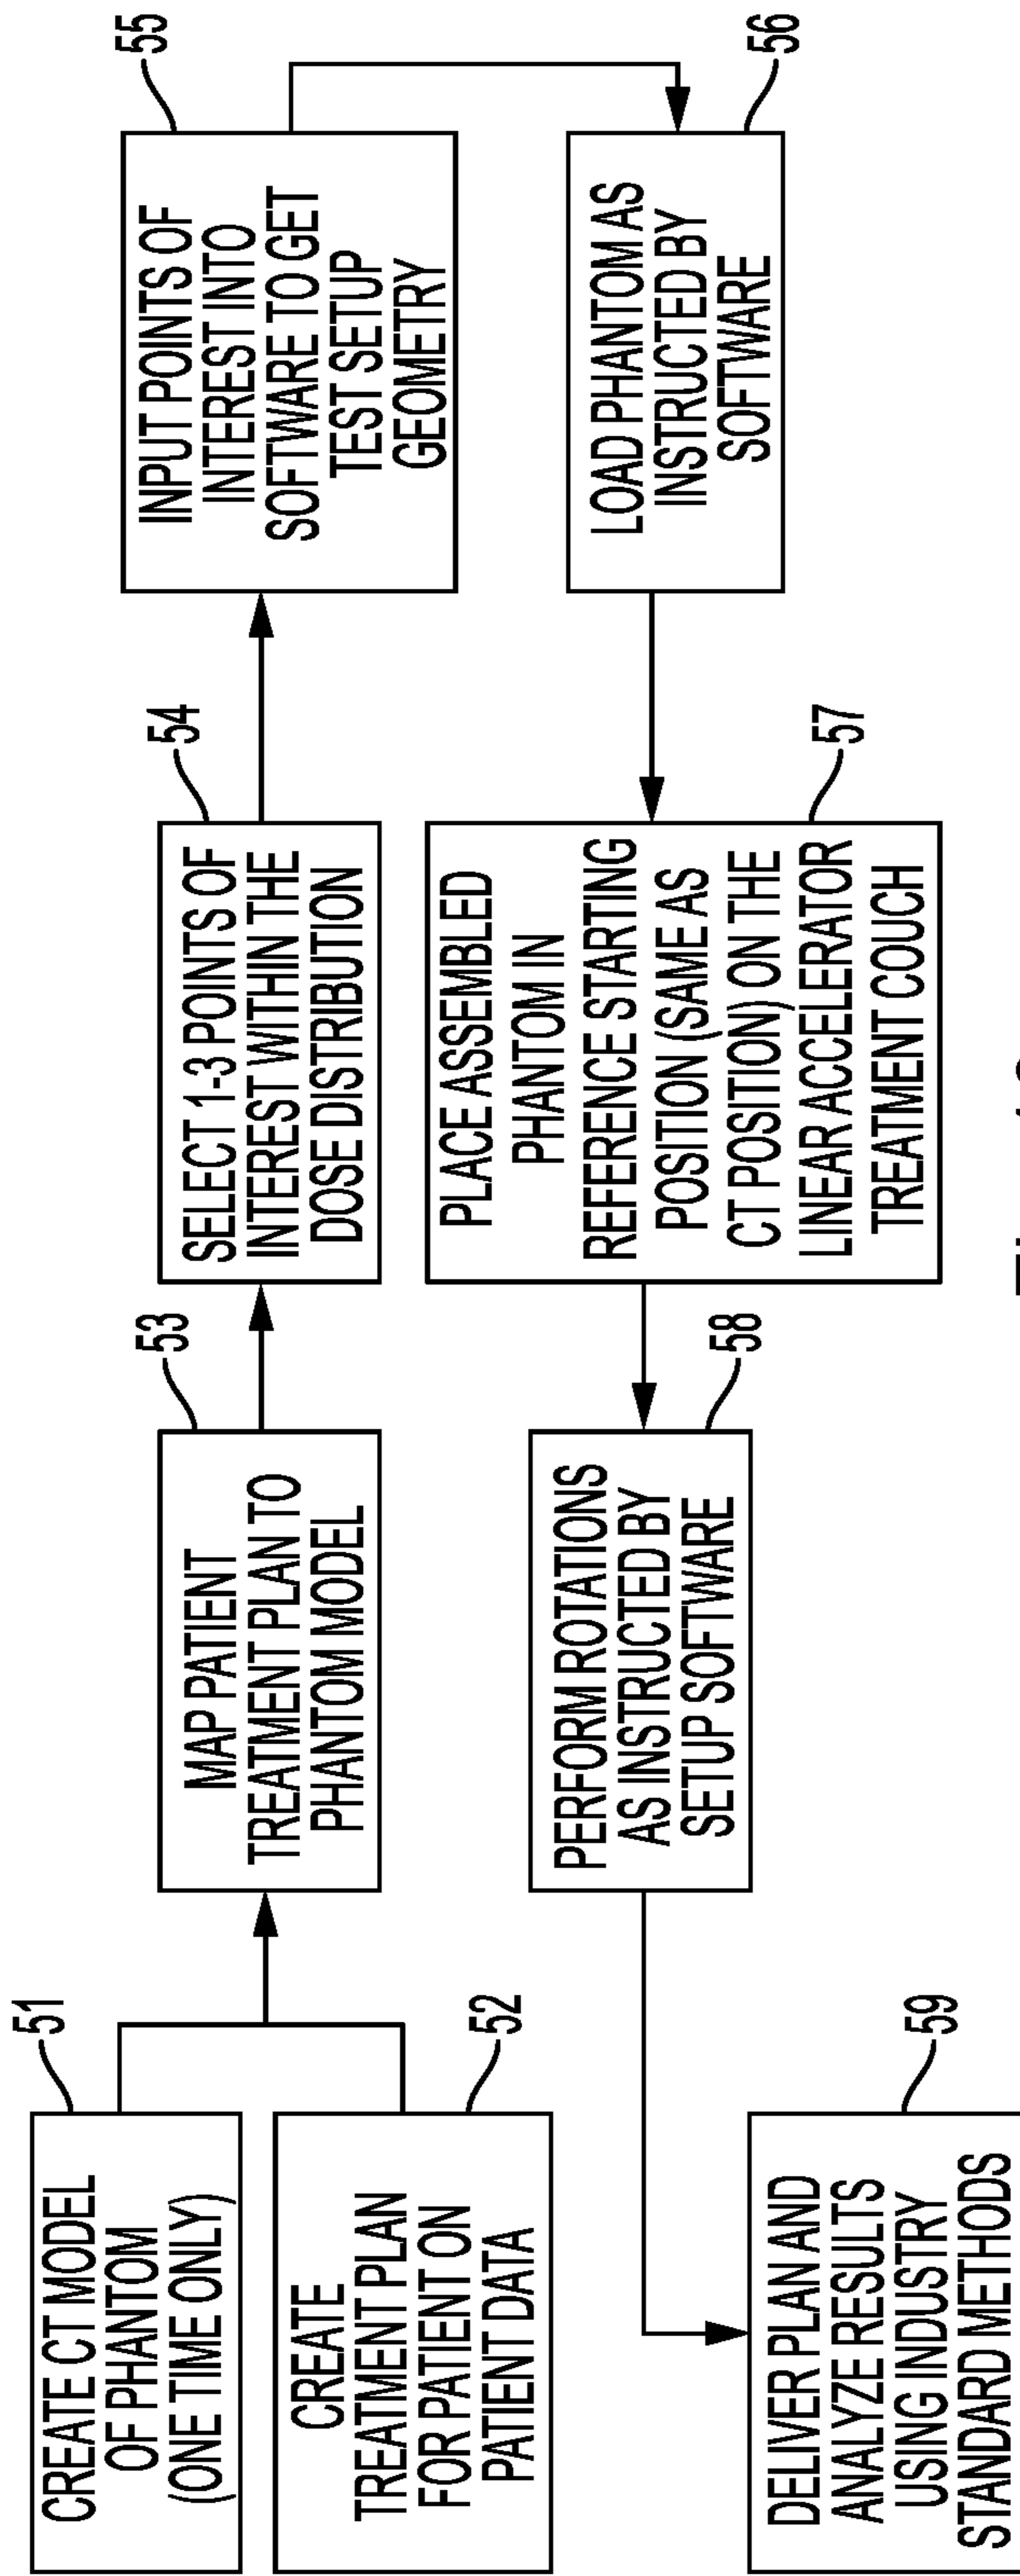 51
CREATE CT MODEL
OF PHANTOM
(ONE TIME ONLY)
52
CREATE
TREATMENT PLAN
FOR PATIENT ON
PATIENT DATA
53
MAP PATIENT
TREATMENT PLAN TO
PHANTOM MODEL
54
SELECT 1-3 POINTS OF
INTEREST WITHIN THE
DOSE DISTRIBUTION
55
INPUT POINTS OF
INTEREST INTO
SOFTWARE TO GET
TEST SETUP
GEOMETRY
56
LOAD PHANTOM AS
INSTRUCTED BY
SOFTWARE
57
PLACE ASSEMBLED
PHANTOM IN
REFERENCE STARTING
POSITION (SAME AS
CT POSITION) ON THE
LINEAR ACCELERATOR
TREATMENT COUCH
58
PERFORM ROTATIONS
AS INSTRUCTED BY
SETUP SOFTWARE
59
DELIVER PLAN AND
ANALYZE RESULTS
USING INDUSTRY
STANDARD METHODS